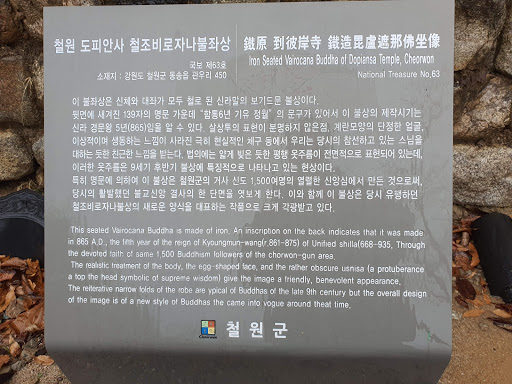 철원 도피안사 철조비로자나불좌상
鐵原 到彼岸寺 鐵造毘盧遮那佛坐像
Iron Seated Vairocana Buddha of Dopiansa Temple, Cheorwon
국보 제63호
National Treasure No,63
소재지 : 강원도 철원군 동송읍 관우리 450
이 불좌상은 신체와 대좌가 모두 철로 된 신라말의 보기드문 불상이다.
뒷면에 새겨진 139자의 명문 가운데 "함통6년 기유 정월"의 문구가 있어서 이 불상의 제작시기는
신라 경문왕 5년(865)임을 알 수 있다. 살상투의 표현이 분명하지 않은점, 계란모양의 단정한 얼굴,
이상적이며 생동하는 느낌이 사라진 극히 현실적인 체구 등에서 우리는 당시의 참선하고 있는 스님을
대하는 듯한 친근한 느낌을 받는다. 법의에는 얇게 빚은 듯한 평행 옷주름이 전면적으로 표현되어 있는데,
이러한 옷주름은 9세기 후반기 불상에 특징적으로 나타나고 있는 현상이다.
특히 명문에 의하여 이 불상은 철원군의 거사 신도 1,500여명의 열렬한 신앙심에서 만든 것으로써,
당시의 활발했던 불교신앙 결사의 한 단면을 엿보게 한다. 이와 함께 이 불상은 당시 유행하던
철조비로자나불상의 새로운 양식을 대표하는 작품으로 크게 각광받고 있다.
This seated Vairocana Buddha is made of iron, An inscription on the back indicates that it was made
in 865 A.D., the fifth year of the reign of Kyoungmun-wang(r.861~875) of Unified shilla(668~935, Through
the devoted faith of same 1,500 Buddhism followers of the chorwon-gun area.
The realistic treatment of the body, the egg-shaped face, and the rather obscure usnisa (a protuberance
a top the head symbolic of supreme wisdom) give the image a friendly, benevolent appearance,
The reiterative narrow folds of the robe are typical of Buddhas of the late 9th century but the overall design
of the image is of a new style of Buddhas the came into vogue around theat time,
Cheorwon
철원군